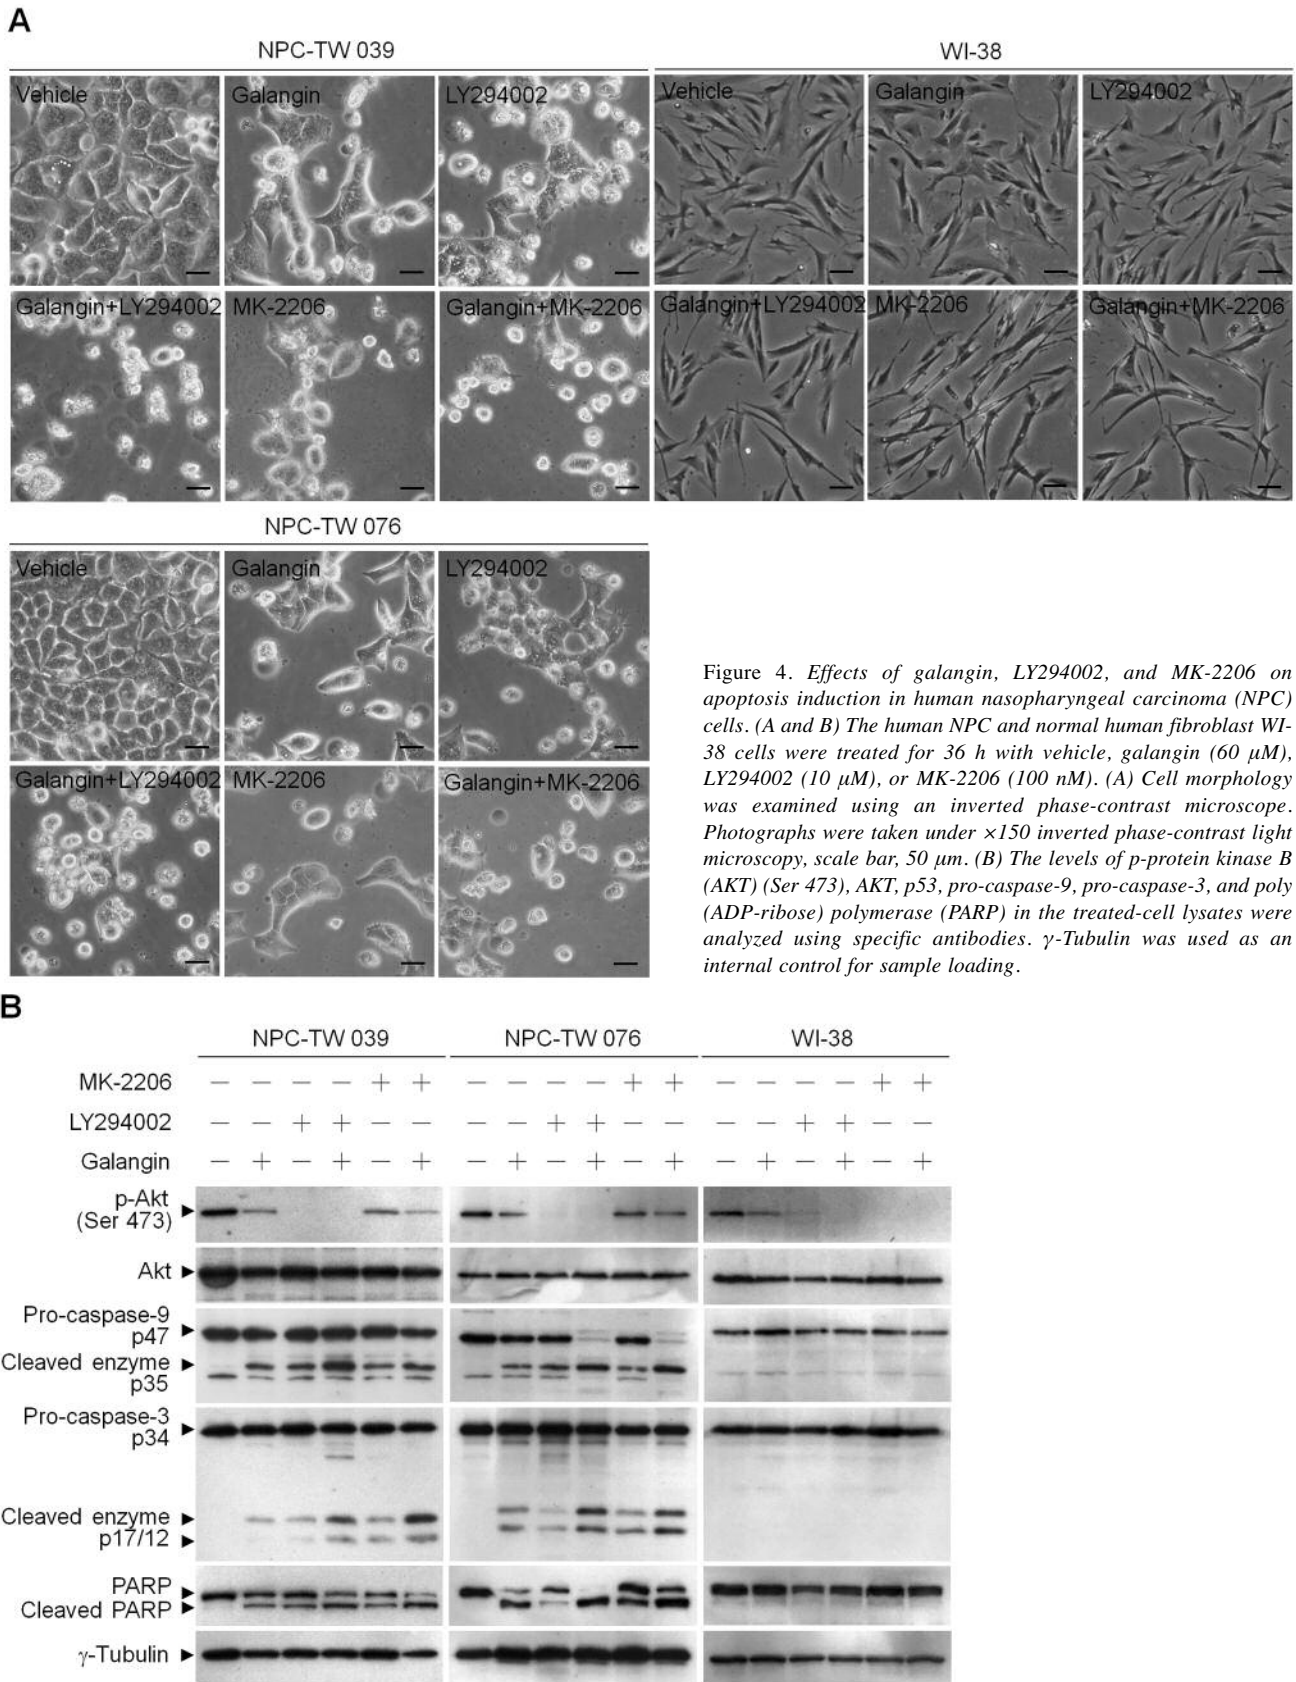 A
NPC-TW 039
WI-38
Vehicle
Galangin
LY294002
Vehicle
Galangin
LY294002
Galangin+LY294002
MK-2206
Galangin+MK-2206
Galangin+LY294002
MK-2206
Galangin+MK-2206
NPC-TW 076
Vehicle
Galangin
LY294002
Galangin+LY294002
MK-2206
Galangin+MK-2206
Figure 4. Effects of galangin, LY294002, and MK-2206 on
apoptosis induction in human nasopharyngeal carcinoma (NPC)
cells. (A and B) The human NPC and normal human fibroblast WI-
38 cells were treated for 36 h with vehicle, galangin (60 μM),
LY294002 (10 μM), or MK-2206 (100 nM). (A) Cell morphology
was examined using an inverted phase-contrast microscope.
Photographs were taken under ×150 inverted phase-contrast light
microscopy, scale bar, 50 μm. (B) The levels of p-protein kinase B
(AKT) (Ser 473), AKT, p53, pro-caspase-9, pro-caspase-3, and poly
(ADP-ribose) polymerase (PARP) in the treated-cell lysates were
analyzed using specific antibodies. γ-Tubulin was used as an
internal control for sample loading.
B
NPC-TW 039 NPC-TW 076 WI-38
MK-2206 − − − − + + − − − − + + − − − − + +
LY294002 − − + + − − − − + + − − − − + + − −
Galangin − + − + − + − + − + − + − + − + − +
p-Akt
(Ser 473)
Akt
Pro-caspase-9
p47
Cleaved enzyme
p35
Pro-caspase-3
p34
Cleaved enzyme
p17/12
PARP
Cleaved PARP
γ-Tubulin